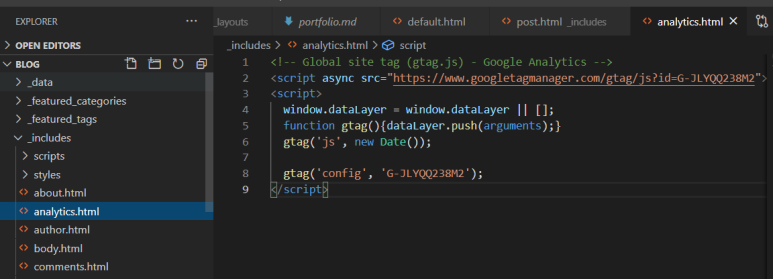 EXPLORER
_layouts
portfolio.md
default.html
post.html _includes
analytics.html
OPEN EDITORS
_includes > analytics.html > script
BLOG
_data
_featured_categories
_featured_tags
_includes
scripts
styles
about.html
analytics.html
author.html
body.html
comments.html
1 <!-- Global site tag (gtag.js) - Google Analytics -->
2 <script async src="https://www.googletagmanager.com/gtag/js?id=G-JLYQQ238M2">
3 <script>
4 window.dataLayer = window.dataLayer || [];
5 function gtag(){dataLayer.push(arguments);}
6 gtag('js', new Date());
7
8 gtag('config', 'G-JLYQQ238M2');
9 </script>